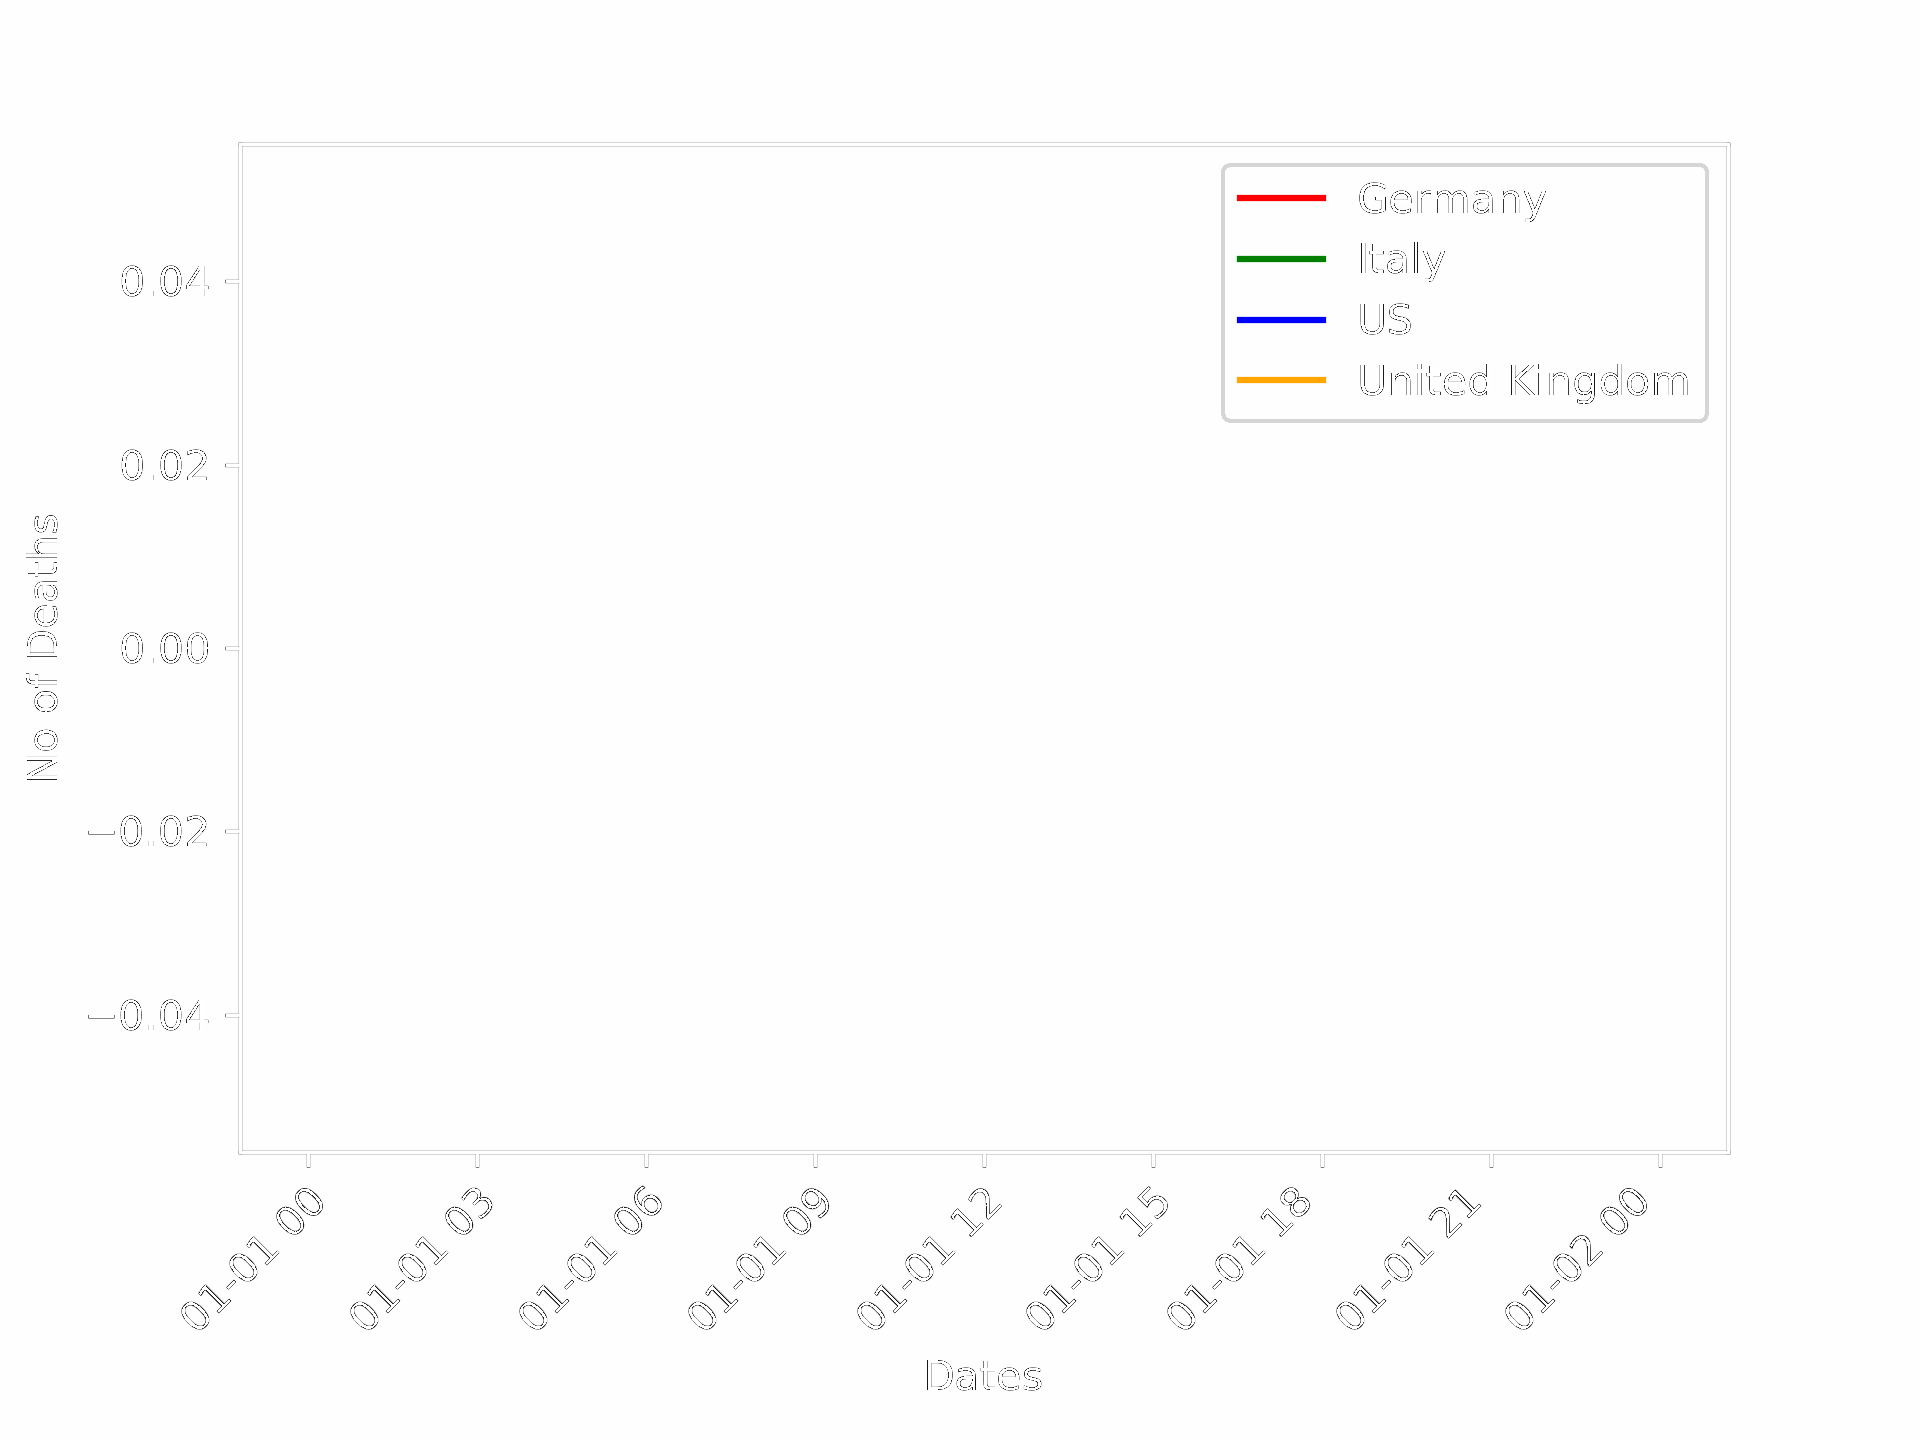 Germany
Italy
US
United Kingdom
0.04
0.02
0.00
−0.02
−0.04
No of Deaths
01-01 00
01-01 03
01-01 06
01-01 09
01-01 12
01-01 15
01-01 18
01-01 21
01-02 00
Dates